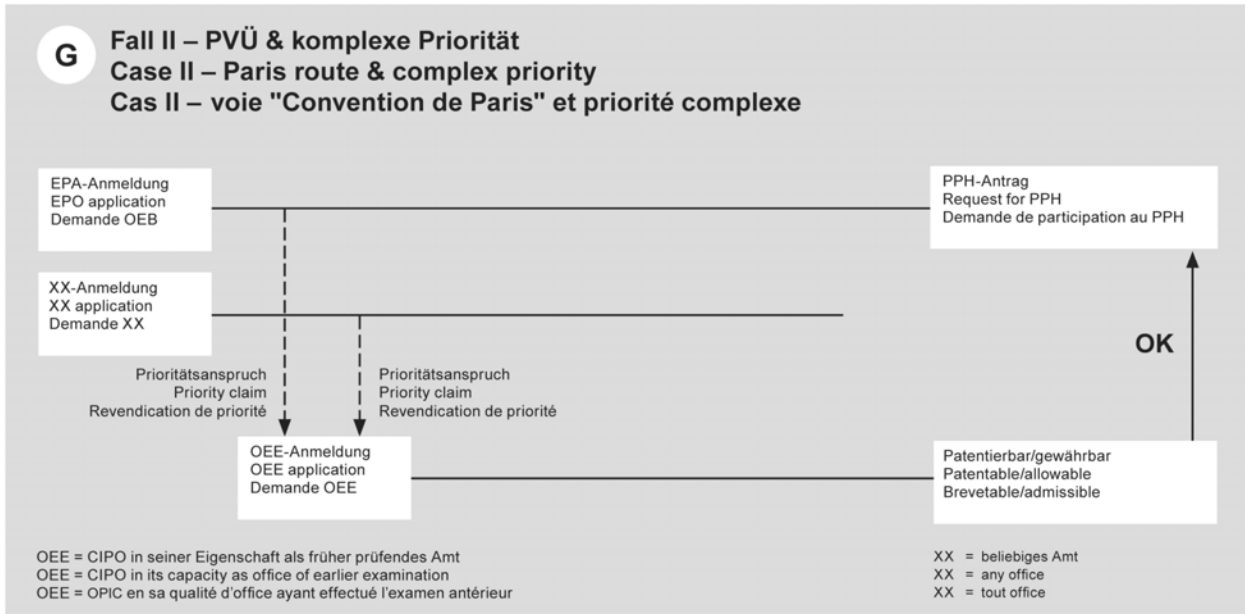 G
Fall II – PVÜ & komplexe Priorität
Case II – Paris route & complex priority
Cas II – voie "Convention de Paris" et priorité complexe
EPA-Anmeldung
EPO application
Demande OEB
PPH-Antrag
Request for PPH
Demande de participation au PPH
XX-Anmeldung
XX application
Demande XX
OK
Prioritätsanspruch
Priority claim
Revendication de priorité
Prioritätsanspruch
Priority claim
Revendication de priorité
OEE-Anmeldung
OEE application
Demande OEE
Patentierbar/gewährbar
Patentable/allowable
Brevetable/admissible
OEE = CIPO in seiner Eigenschaft als früher prüfendes Amt
OEE = CIPO in its capacity as office of earlier examination
OEE = OPIC en sa qualité d'office ayant effectué l'examen antérieur
XX = beliebiges Amt
XX = any office
XX = tout office